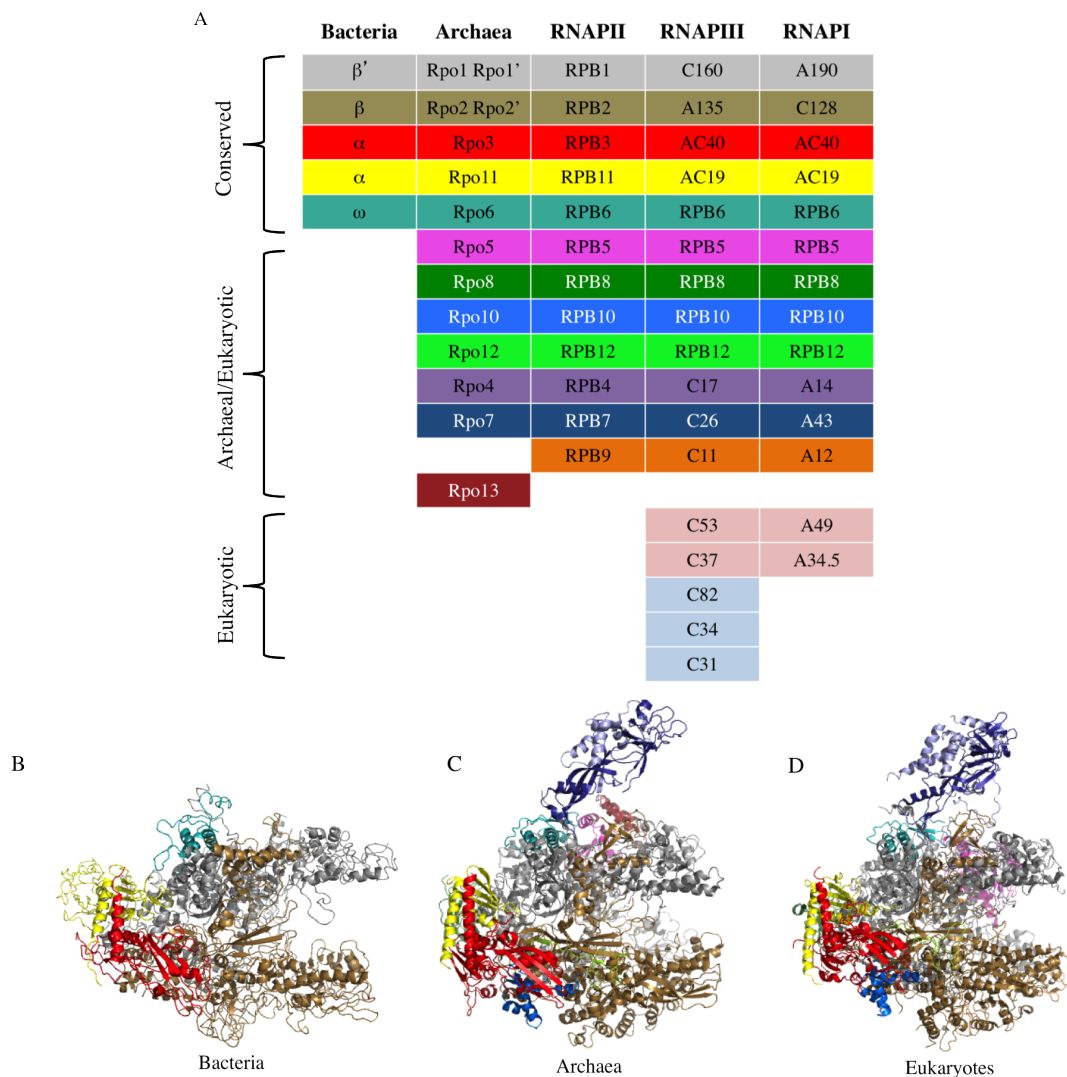 A
Bacteria Archaea RNAPII RNAPIII RNAPI
β’ Rpo1 Rpo1’ RPB1 C160 A190
β Rpo2 Rpo2’ RPB2 A135 C128
α Rpo3 RPB3 AC40 AC40
α Rpo11 RPB11 AC19 AC19
ω Rpo6 RPB6 RPB6 RPB6
Rpo5 RPB5 RPB5 RPB5
Rpo8 RPB8 RPB8 RPB8
Rpo10 RPB10 RPB10 RPB10
Rpo12 RPB12 RPB12 RPB12
Rpo4 RPB4 C17 A14
Rpo7 RPB7 C26 A43
RPB9 C11 A12
Rpo13
C53 A49
C37 A34.5
C82
C34
C31
Conserved
Archaeal/Eukaryotic
Eukaryotic
B
C
D
Bacteria
Archaea
Eukaryotes